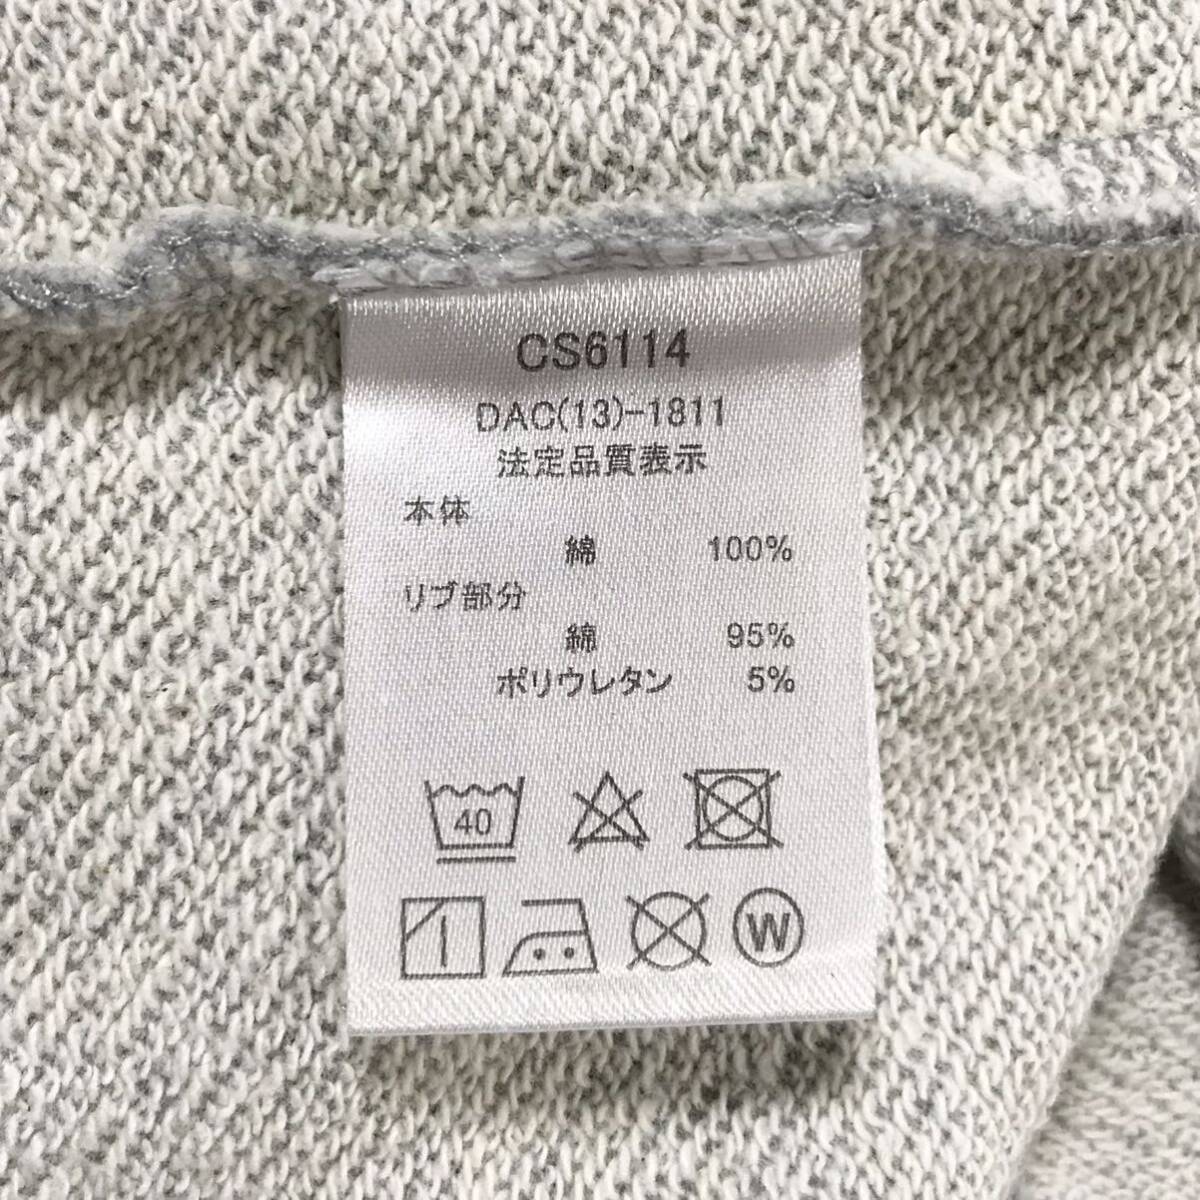 CS6114
DAC(13)-1811
法定品質表示
本体
綿 100%
リブ部分
綿 95%
ポリウレタン 5%
40
W